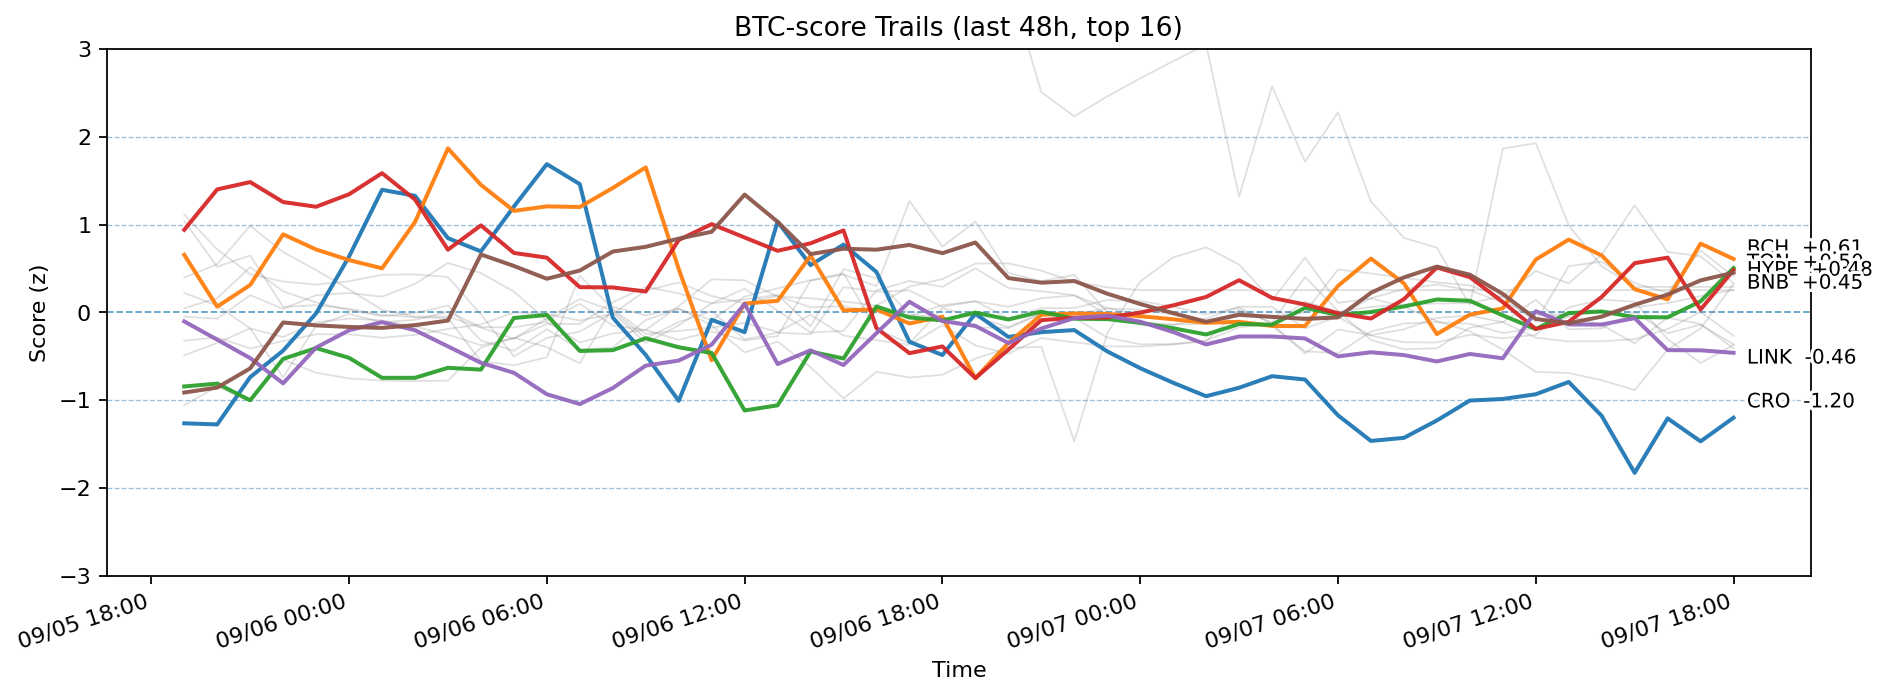 BTC-score Trails (last 48h, top 16)
Score (z)
3
2
1
0
−1
−2
−3
BCH +0.61
HYPE +0.48
BNB +0.45
LINK -0.46
CRO -1.20
09/05 18:00
09/06 00:00
09/06 06:00
09/06 12:00
09/06 18:00
09/07 00:00
09/07 06:00
09/07 12:00
09/07 18:00
Time